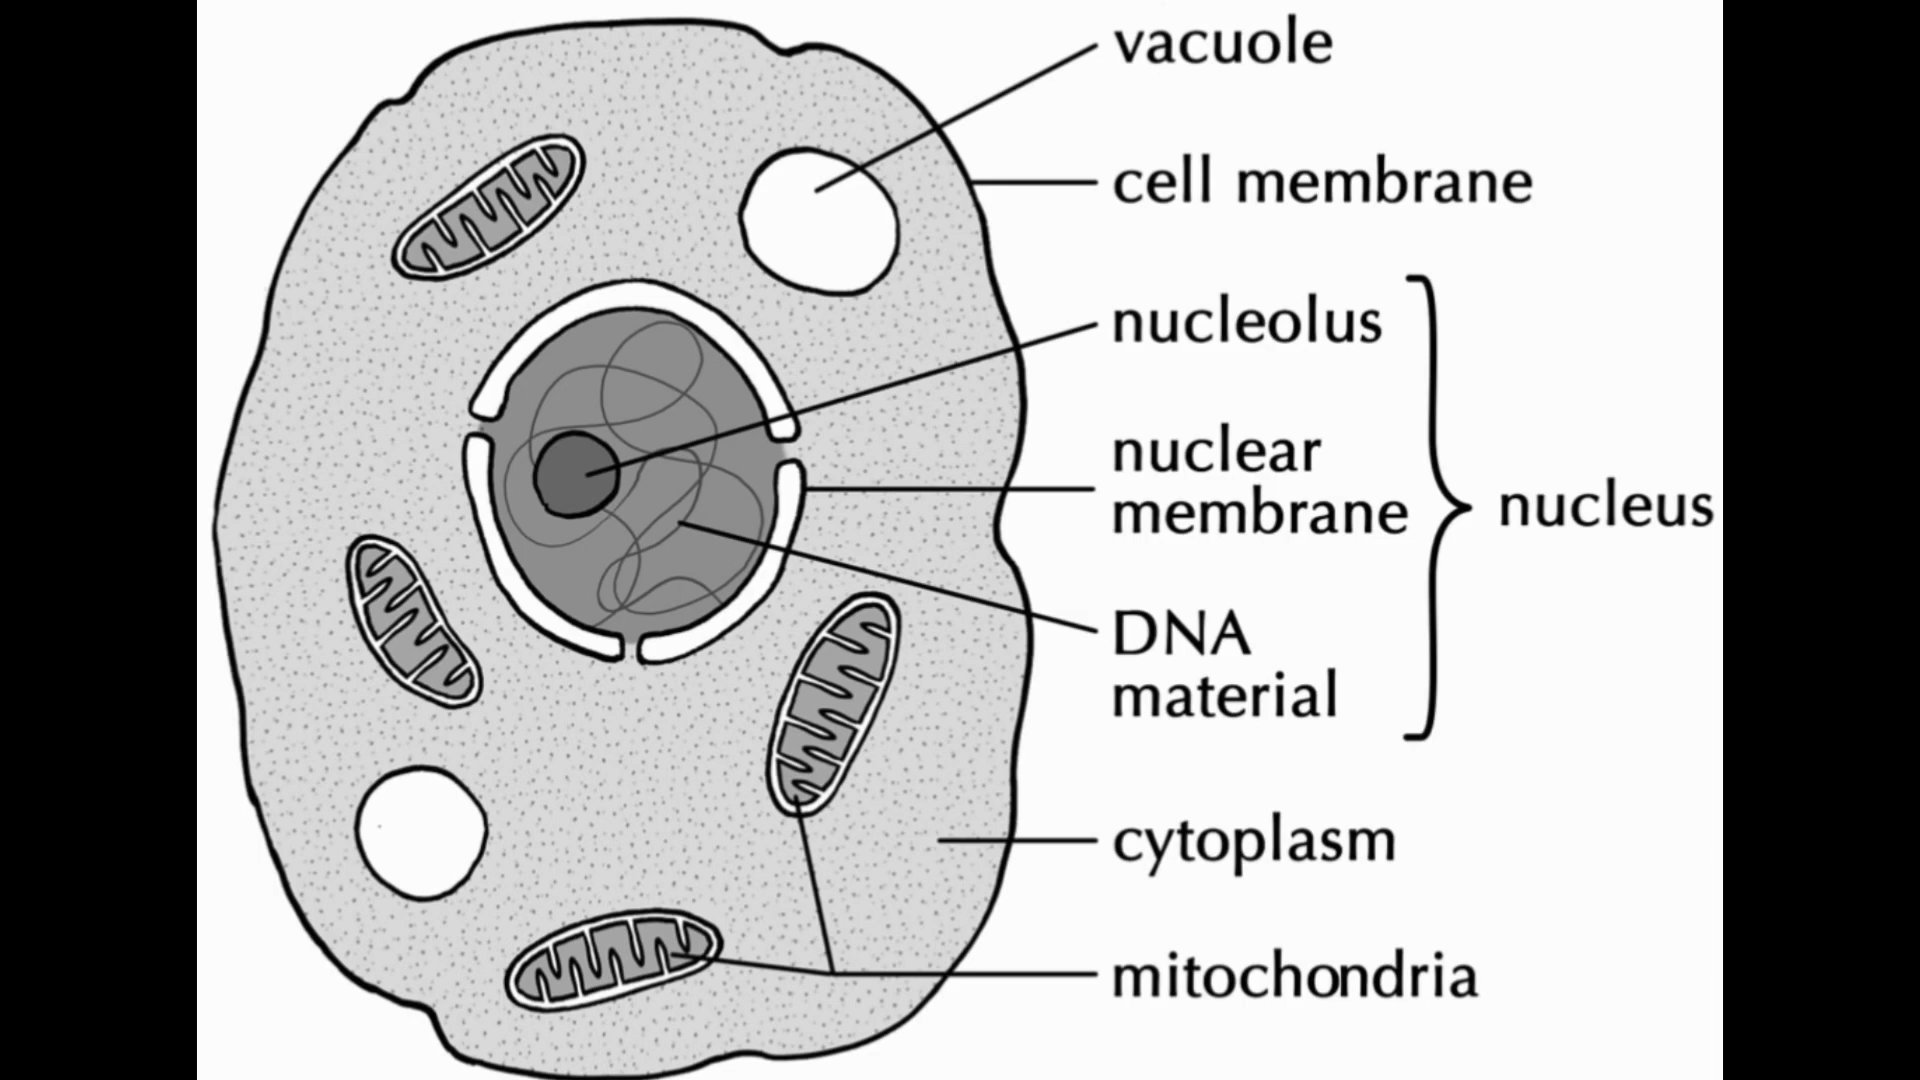 vacuole
cell membrane
nucleolus
nuclear
membrane
nucleus
DNA
material
cytoplasm
mitochondria